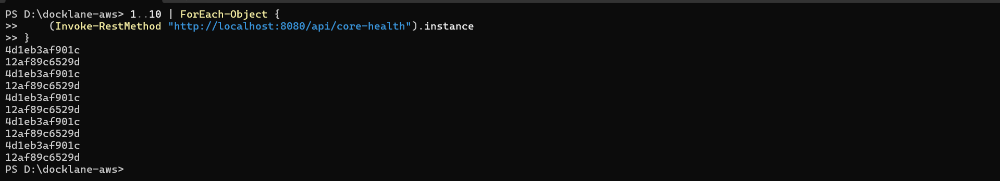 PS D:\docklane-aws> 1..10 | ForEach-Object {
>>     (Invoke-RestMethod "http://localhost:8080/api/core-health").instance
>> }
4d1eb3af901c
12af89c6529d
4d1eb3af901c
12af89c6529d
4d1eb3af901c
12af89c6529d
4d1eb3af901c
12af89c6529d
4d1eb3af901c
12af89c6529d
PS D:\docklane-aws>